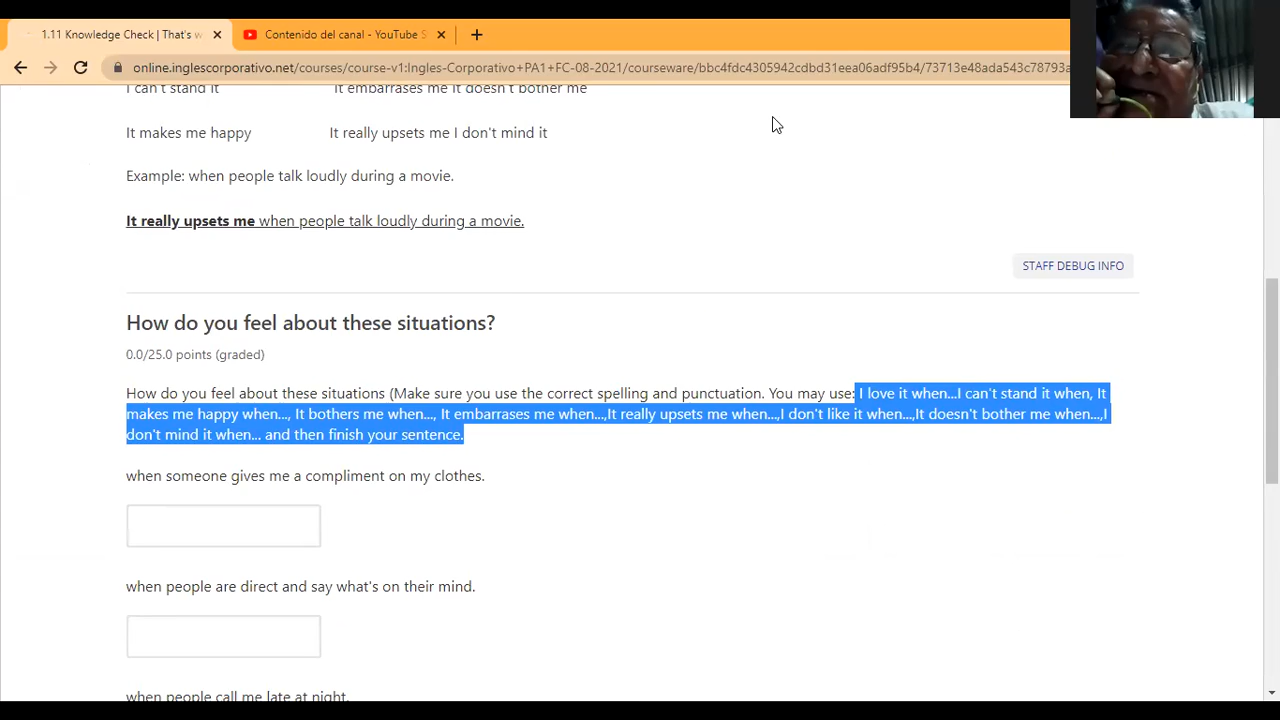 1.11 Knowledge Check | That's w
Contenido del canal - YouTube S
online.inglescorporativo.net/courses/course-v1:Ingles-Corporativo+PA1+FC-08-2021/courseware/bbc4fdc4305942cdbd31eea06adf95b4/73713e48ada543c78793a
I can't stand it It embarrases me It doesn't bother me
It makes me happy It really upsets me I don't mind it
Example: when people talk loudly during a movie.
It really upsets me when people talk loudly during a movie.
STAFF DEBUG INFO
How do you feel about these situations?
0.0/25.0 points (graded)
How do you feel about these situations (Make sure you use the correct spelling and punctuation. You may use: I love it when...I can't stand it when, It
makes me happy when..., It bothers me when..., It embarrases me when...,It really upsets me when...,I don't like it when...,It doesn't bother me when...,I
don't mind it when... and then finish your sentence.
when someone gives me a compliment on my clothes.
when people are direct and say what's on their mind.
when people call me late at night.